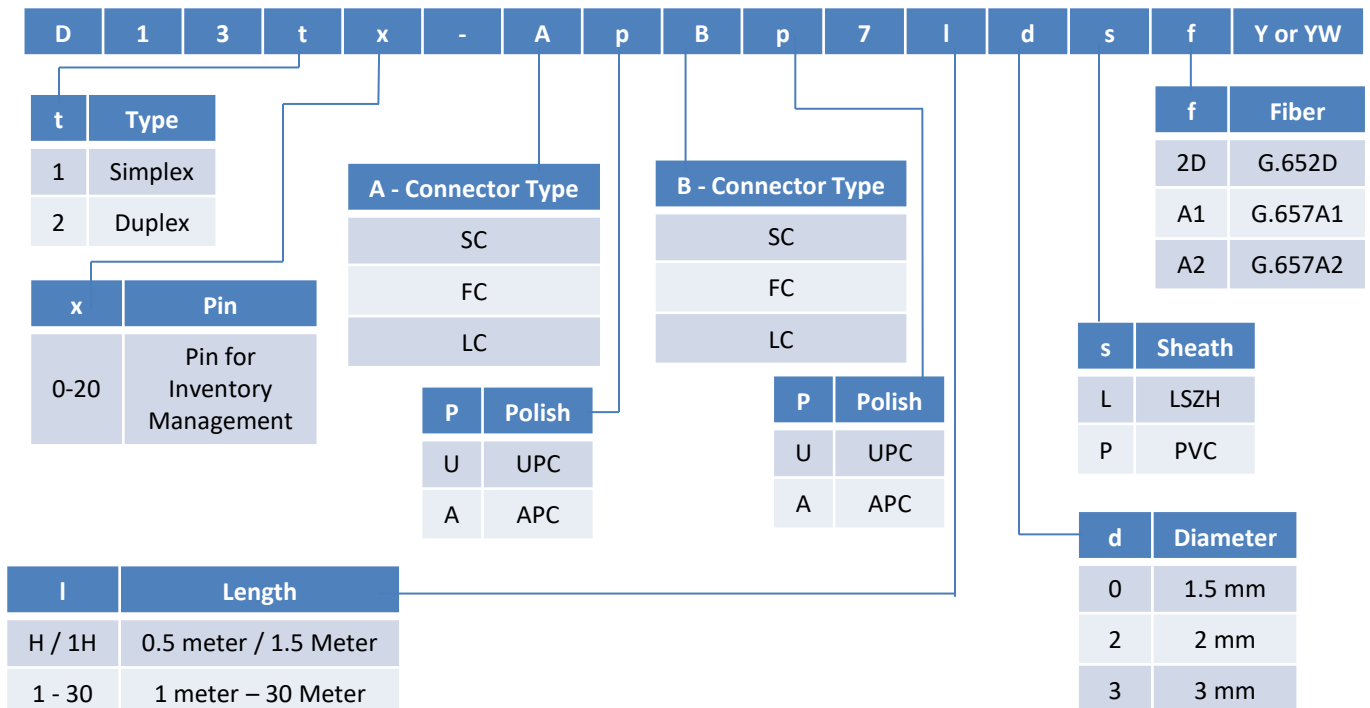 D 1 3 t x - A p B p 7 l d s f Y or YW
t Type
1 Simplex
2 Duplex
x Pin
0-20 Pin for
Inventory
Management
A - Connector Type
SC
FC
LC
P Polish
U UPC
A APC
B - Connector Type
SC
FC
LC
P Polish
U UPC
A APC
f Fiber
2D G.652D
A1 G.657A1
A2 G.657A2
s Sheath
L LSZH
P PVC
d Diameter
0 1.5 mm
2 2 mm
3 3 mm
l Length
H / 1H 0.5 meter / 1.5 Meter
1 - 30 1 meter – 30 Meter